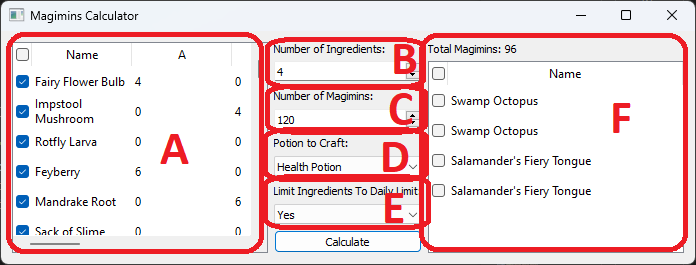 Magimins Calculator
Name A
Fairy Flower Bulb 4 0
Impstool
Mushroom 0 4
Rotfly Larva 0 0
Feyberry 6 0
Mandrake Root 0 6
Sack of Slime 0 0
A
Number of Ingredients:
4
B
Number of Magimins:
120
C
Potion to Craft:
Health Potion
D
Limit Ingredients To Daily Limit
Yes
E
Calculate
Total Magimins: 96
Name
Swamp Octopus
Swamp Octopus
Salamander's Fiery Tongue
Salamander's Fiery Tongue
F